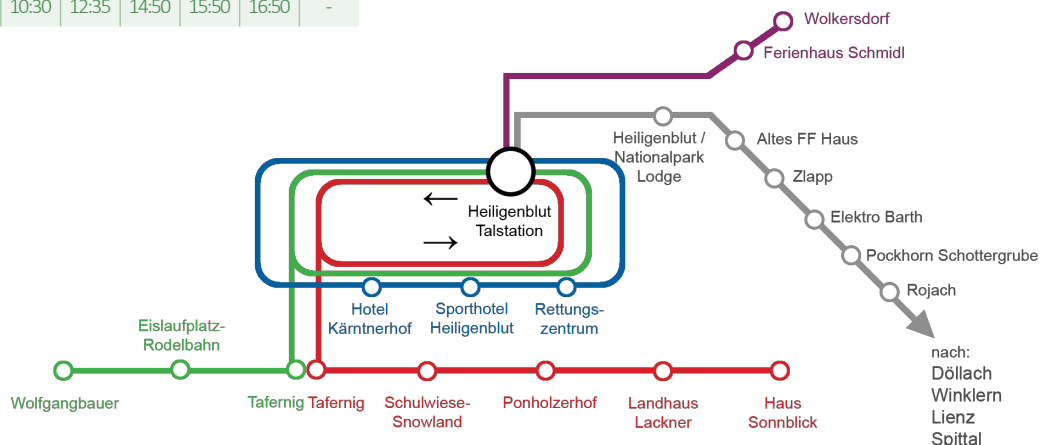 10:30 12:35 14:50 15:50 16:50 -
Wolkersdorf
Ferienhaus Schmidl
Heiligenblut /
Nationalpark
Lodge
Altes FF Haus
Zlapp
Elektro Barth
Pockhorn Schottergrube
Rojach
←
Heiligenblut
Talstation
→
Hotel
Kärntnerhof
Sporthotel
Heiligenblut
Rettungs-
zentrum
Eislaufplatz-
Rodelbahn
Wolfgangbauer
Tafernig
Tafernig
Schulwiese-
Snowland
Ponholzerhof
Landhaus
Lackner
Haus
Sonnblick
nach:
Döllach
Winklern
Lienz
Spittal